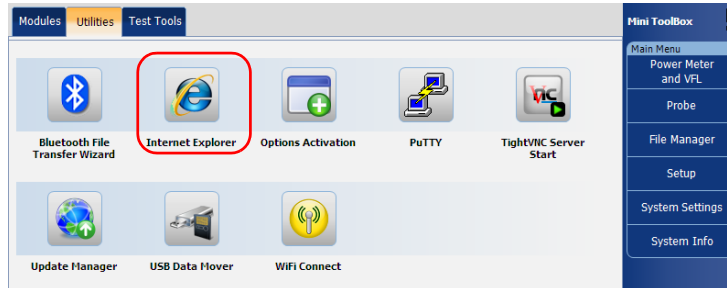 Modules Utilities Test Tools
Bluetooth File
Transfer Wizard
Internet Explorer
Options Activation
PuTTY
VNC
TightVNC Server
Start
Update Manager
USB Data Mover
WiFi Connect
Mini ToolBox
Main Menu
Power Meter
and VFL
Probe
File Manager
Setup
System Settings
System Info